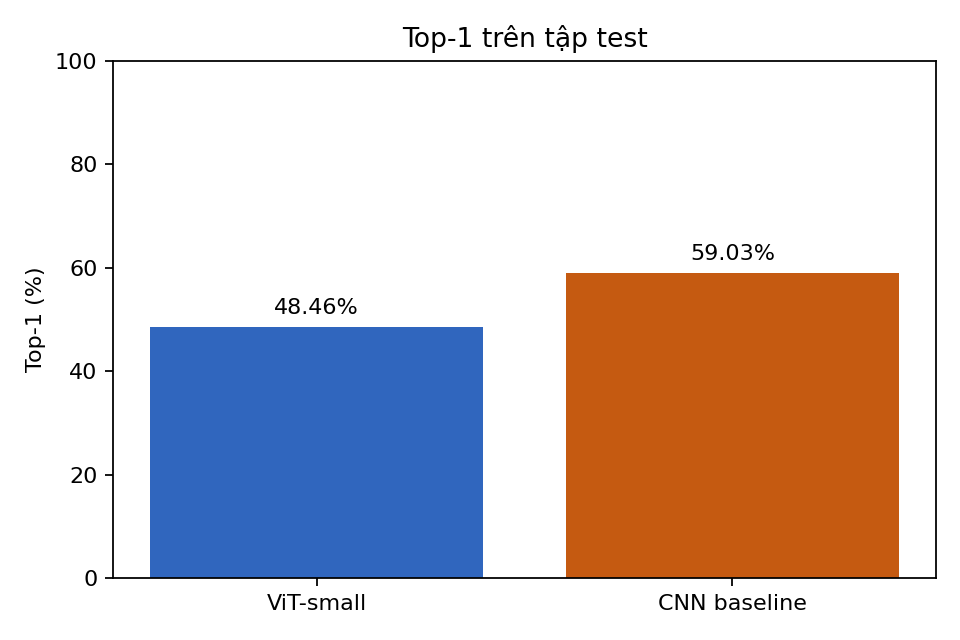 Top-1 trên tập test
100
80
60
40
20
0
Top-1 (%)
48.46%
59.03%
ViT-small
CNN baseline